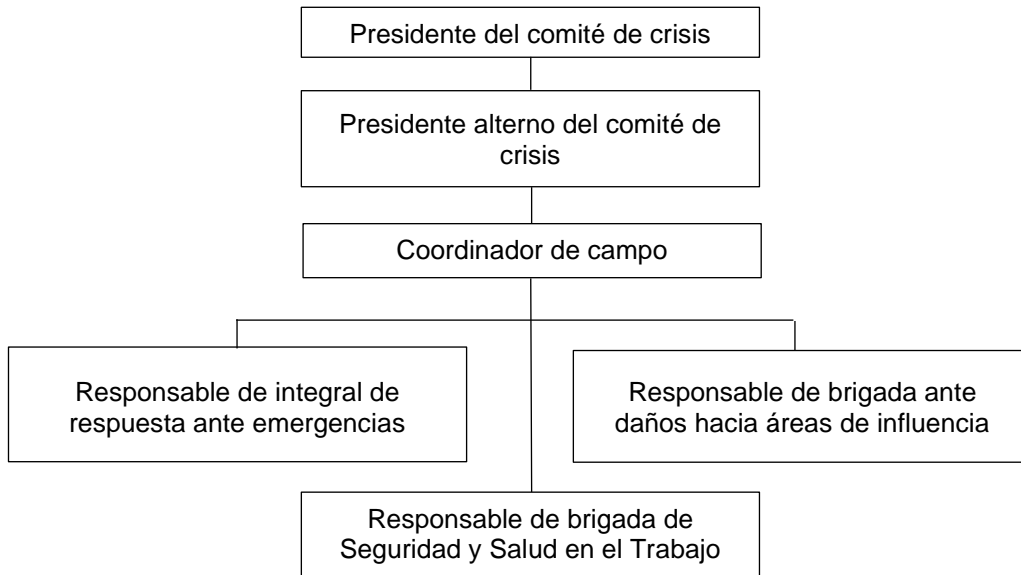 Presidente del comité de crisis
Presidente alterno del comité de
crisis
Coordinador de campo
Responsable de integral de
respuesta ante emergencias
Responsable de brigada ante
daños hacia áreas de influencia
Responsable de brigada de
Seguridad y Salud en el Trabajo